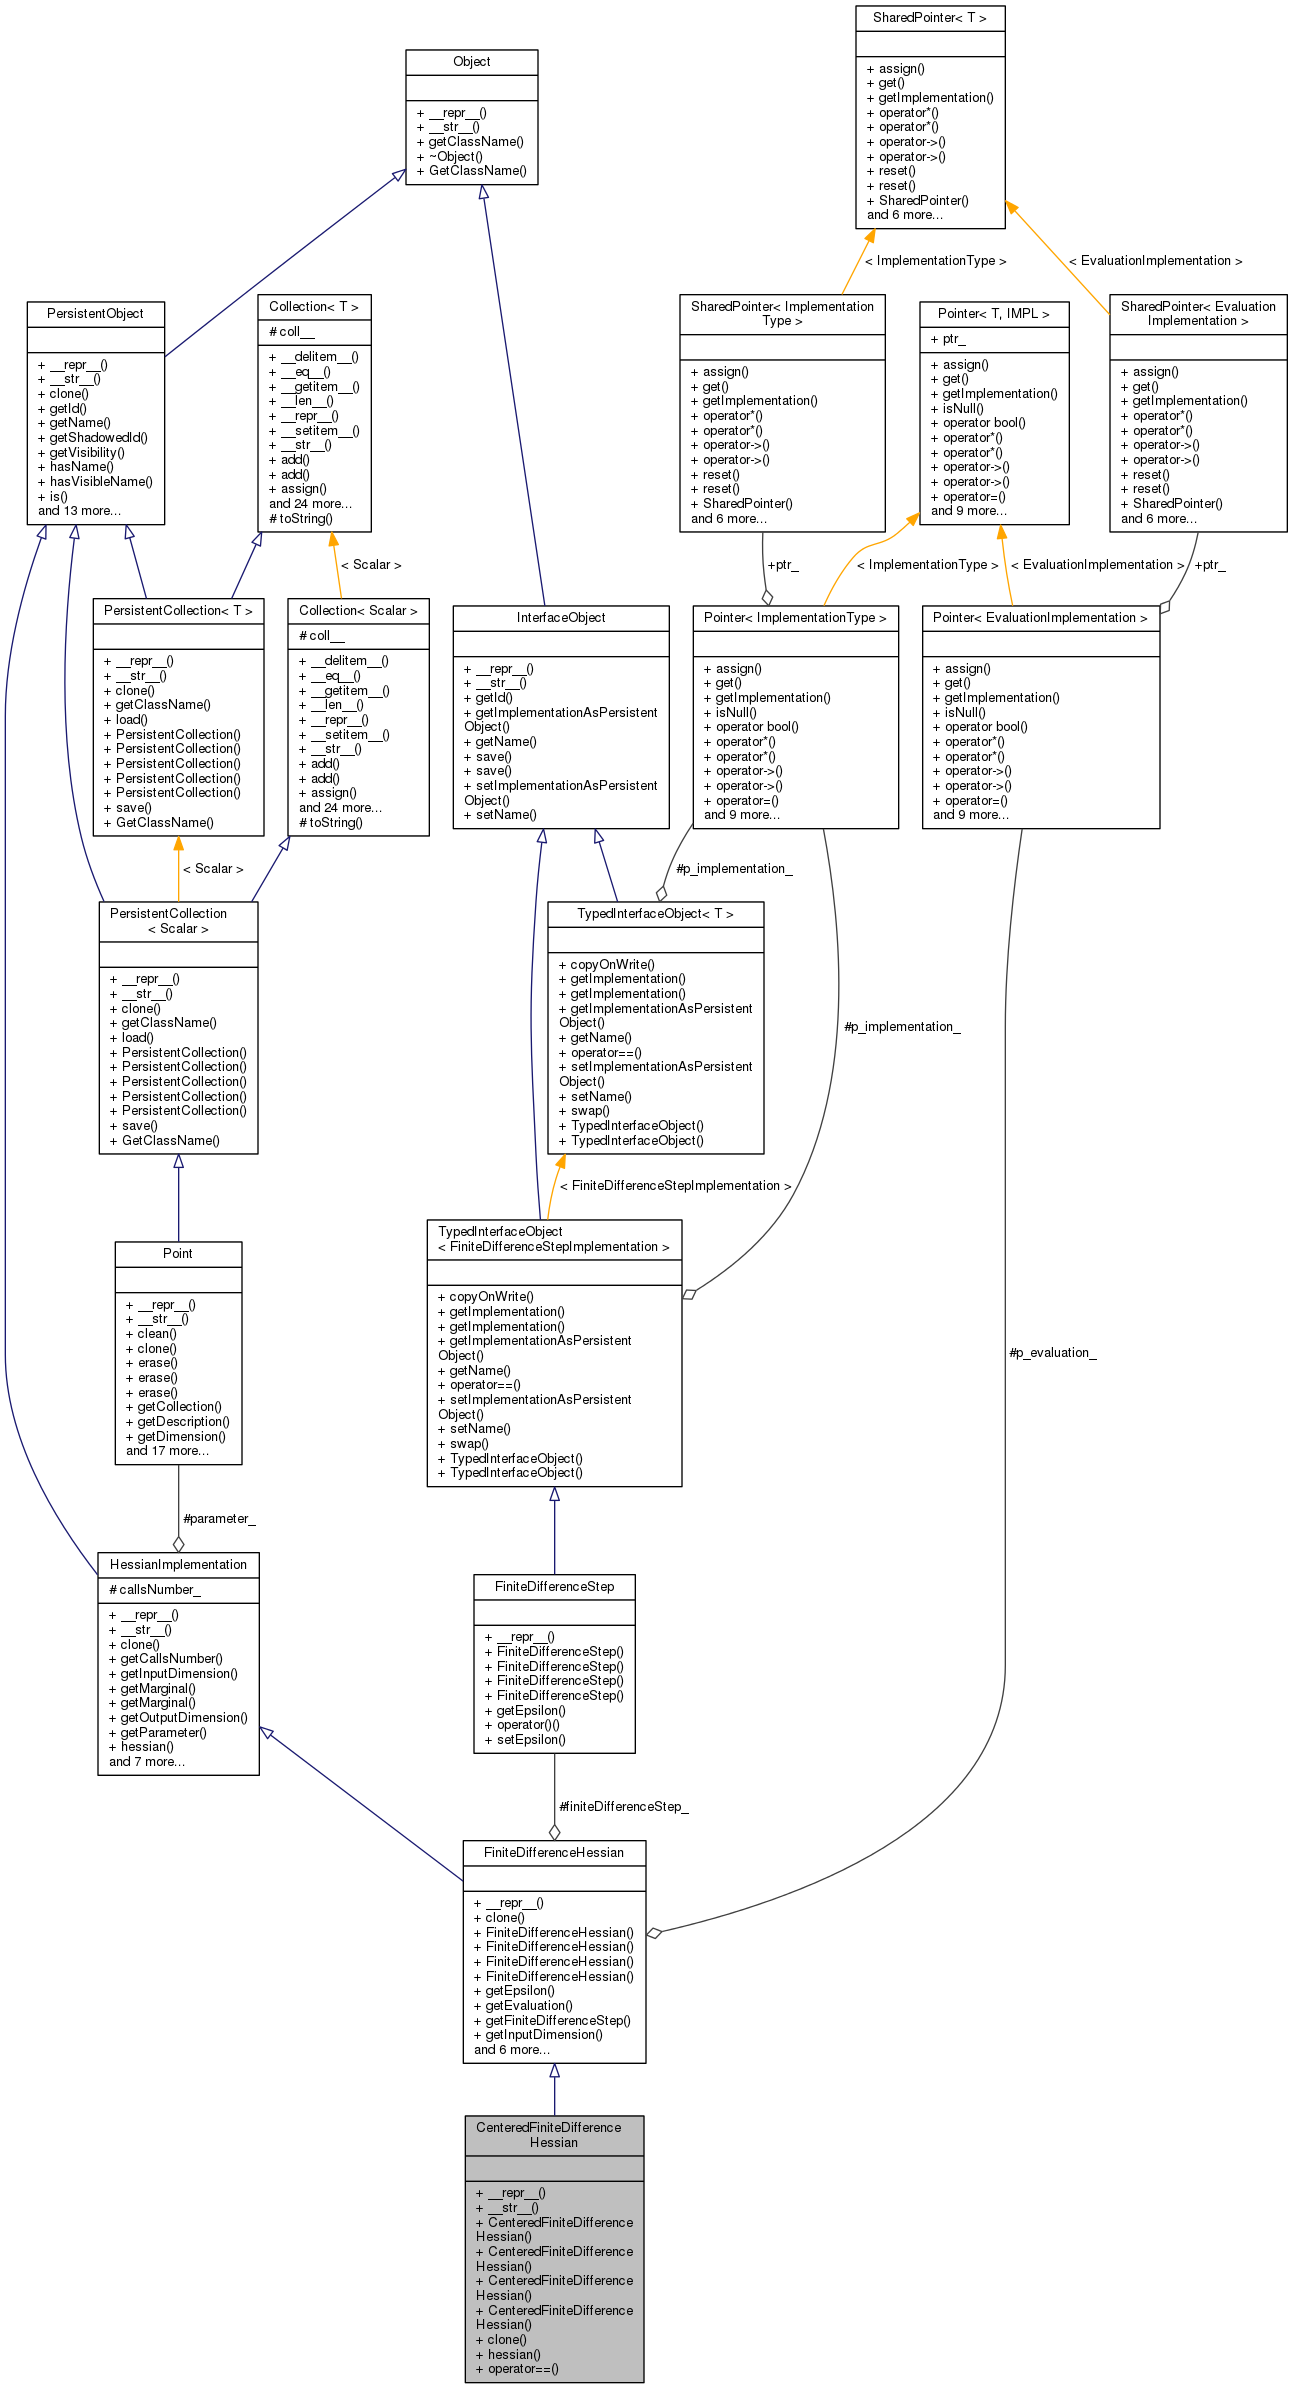 SharedPointer< T >
+ assign()
+ get()
+ getImplementation()
+ operator*()
+ operator*()
+ operator->()
+ operator->()
+ reset()
+ reset()
+ SharedPointer()
and 6 more...
Object
+ __repr__()
+ __str__()
+ getClassName()
+ ~Object()
+ GetClassName()
< ImplementationType >
< EvaluationImplementation >
PersistentObject
+ __repr__()
+ __str__()
+ clone()
+ getId()
+ getName()
+ getShadowedId()
+ getVisibility()
+ hasName()
+ hasVisibleName()
+ is()
and 13 more...
Collection< T >
# coll__
+ __delitem__()
+ __eq__()
+ __getitem__()
+ __len__()
+ __repr__()
+ __setitem__()
+ __str__()
+ add()
+ add()
+ assign()
and 24 more...
# toString()
SharedPointer< Implementation
Type >
+ assign()
+ get()
+ getImplementation()
+ operator*()
+ operator*()
+ operator->()
+ operator->()
+ reset()
+ reset()
+ SharedPointer()
and 6 more...
Pointer< T, IMPL >
+ ptr_
+ assign()
+ get()
+ getImplementation()
+ isNull()
+ operator bool()
+ operator*()
+ operator*()
+ operator->()
+ operator->()
+ operator=()
and 9 more...
SharedPointer< Evaluation
Implementation >
+ assign()
+ get()
+ getImplementation()
+ operator*()
+ operator*()
+ operator->()
+ operator->()
+ reset()
+ reset()
+ SharedPointer()
and 6 more...
< Scalar >
+ptr_
< ImplementationType >
< EvaluationImplementation >
+ptr_
PersistentCollection< T >
+ __repr__()
+ __str__()
+ clone()
+ getClassName()
+ load()
+ PersistentCollection()
+ PersistentCollection()
+ PersistentCollection()
+ PersistentCollection()
+ PersistentCollection()
+ save()
+ GetClassName()
Collection< Scalar >
# coll__
+ __delitem__()
+ __eq__()
+ __getitem__()
+ __len__()
+ __repr__()
+ __setitem__()
+ __str__()
+ add()
+ add()
+ assign()
and 24 more...
# toString()
InterfaceObject
+ __repr__()
+ __str__()
+ getId()
+ getImplementationAsPersistent
Object()
+ getName()
+ save()
+ save()
+ setImplementationAsPersistent
Object()
+ setName()
Pointer< ImplementationType >
+ assign()
+ get()
+ getImplementation()
+ isNull()
+ operator bool()
+ operator*()
+ operator*()
+ operator->()
+ operator->()
+ operator=()
and 9 more...
Pointer< EvaluationImplementation >
+ assign()
+ get()
+ getImplementation()
+ isNull()
+ operator bool()
+ operator*()
+ operator*()
+ operator->()
+ operator->()
+ operator=()
and 9 more...
< Scalar >
#p_implementation_
PersistentCollection
< Scalar >
+ __repr__()
+ __str__()
+ clone()
+ getClassName()
+ load()
+ PersistentCollection()
+ PersistentCollection()
+ PersistentCollection()
+ PersistentCollection()
+ PersistentCollection()
+ save()
+ GetClassName()
TypedInterfaceObject< T >
+ copyOnWrite()
+ getImplementation()
+ getImplementation()
+ getImplementationAsPersistent
Object()
+ getName()
+ operator==()
+ setImplementationAsPersistent
Object()
+ setName()
+ swap()
+ TypedInterfaceObject()
+ TypedInterfaceObject()
#p_implementation_
< FiniteDifferenceStepImplementation >
Point
+ __repr__()
+ __str__()
+ clean()
+ clone()
+ erase()
+ erase()
+ erase()
+ getCollection()
+ getDescription()
+ getDimension()
and 17 more...
TypedInterfaceObject
< FiniteDifferenceStepImplementation >
+ copyOnWrite()
+ getImplementation()
+ getImplementation()
+ getImplementationAsPersistent
Object()
+ getName()
+ operator==()
+ setImplementationAsPersistent
Object()
+ setName()
+ swap()
+ TypedInterfaceObject()
+ TypedInterfaceObject()
#p_evaluation_
#parameter_
HessianImplementation
# callsNumber_
+ __repr__()
+ __str__()
+ clone()
+ getCallsNumber()
+ getInputDimension()
+ getMarginal()
+ getMarginal()
+ getOutputDimension()
+ getParameter()
+ hessian()
and 7 more...
FiniteDifferenceStep
+ __repr__()
+ FiniteDifferenceStep()
+ FiniteDifferenceStep()
+ FiniteDifferenceStep()
+ FiniteDifferenceStep()
+ getEpsilon()
+ operator()()
+ setEpsilon()
#finiteDifferenceStep_
FiniteDifferenceHessian
+ __repr__()
+ clone()
+ FiniteDifferenceHessian()
+ FiniteDifferenceHessian()
+ FiniteDifferenceHessian()
+ FiniteDifferenceHessian()
+ getEpsilon()
+ getEvaluation()
+ getFiniteDifferenceStep()
+ getInputDimension()
and 6 more...
CenteredFiniteDifference
Hessian
+ __repr__()
+ __str__()
+ CenteredFiniteDifference
Hessian()
+ CenteredFiniteDifference
Hessian()
+ CenteredFiniteDifference
Hessian()
+ CenteredFiniteDifference
Hessian()
+ clone()
+ hessian()
+ operator==()